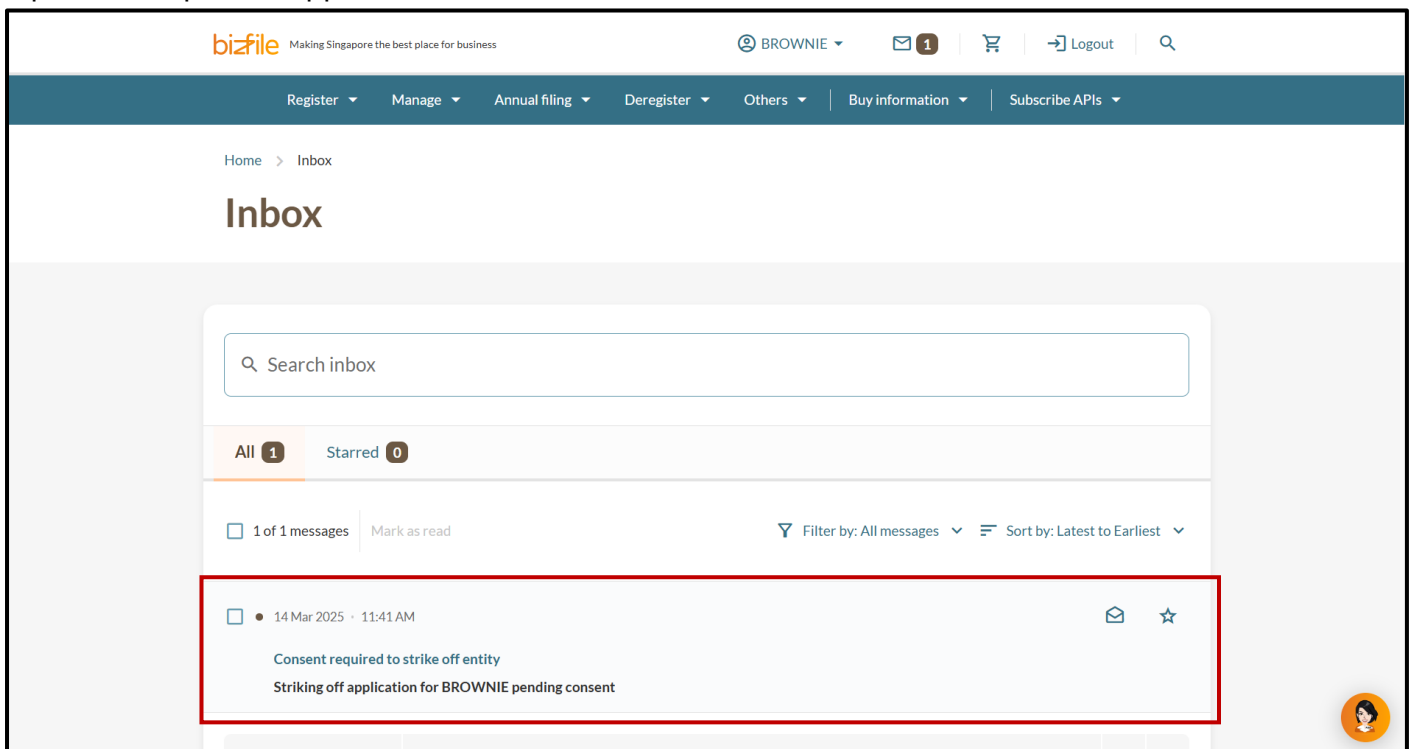 bizfile Making Singapore the best place for business BROWNIE 1 Logout
Register Manage Annual filing Deregister Others Buy information Subscribe APIs
Home > Inbox
Inbox
Search inbox
All 1 Starred 0
1 of 1 messages Mark as read Filter by: All messages Sort by: Latest to Earliest
14 Mar 2025 · 11:41 AM
Consent required to strike off entity
Striking off application for BROWNIE pending consent